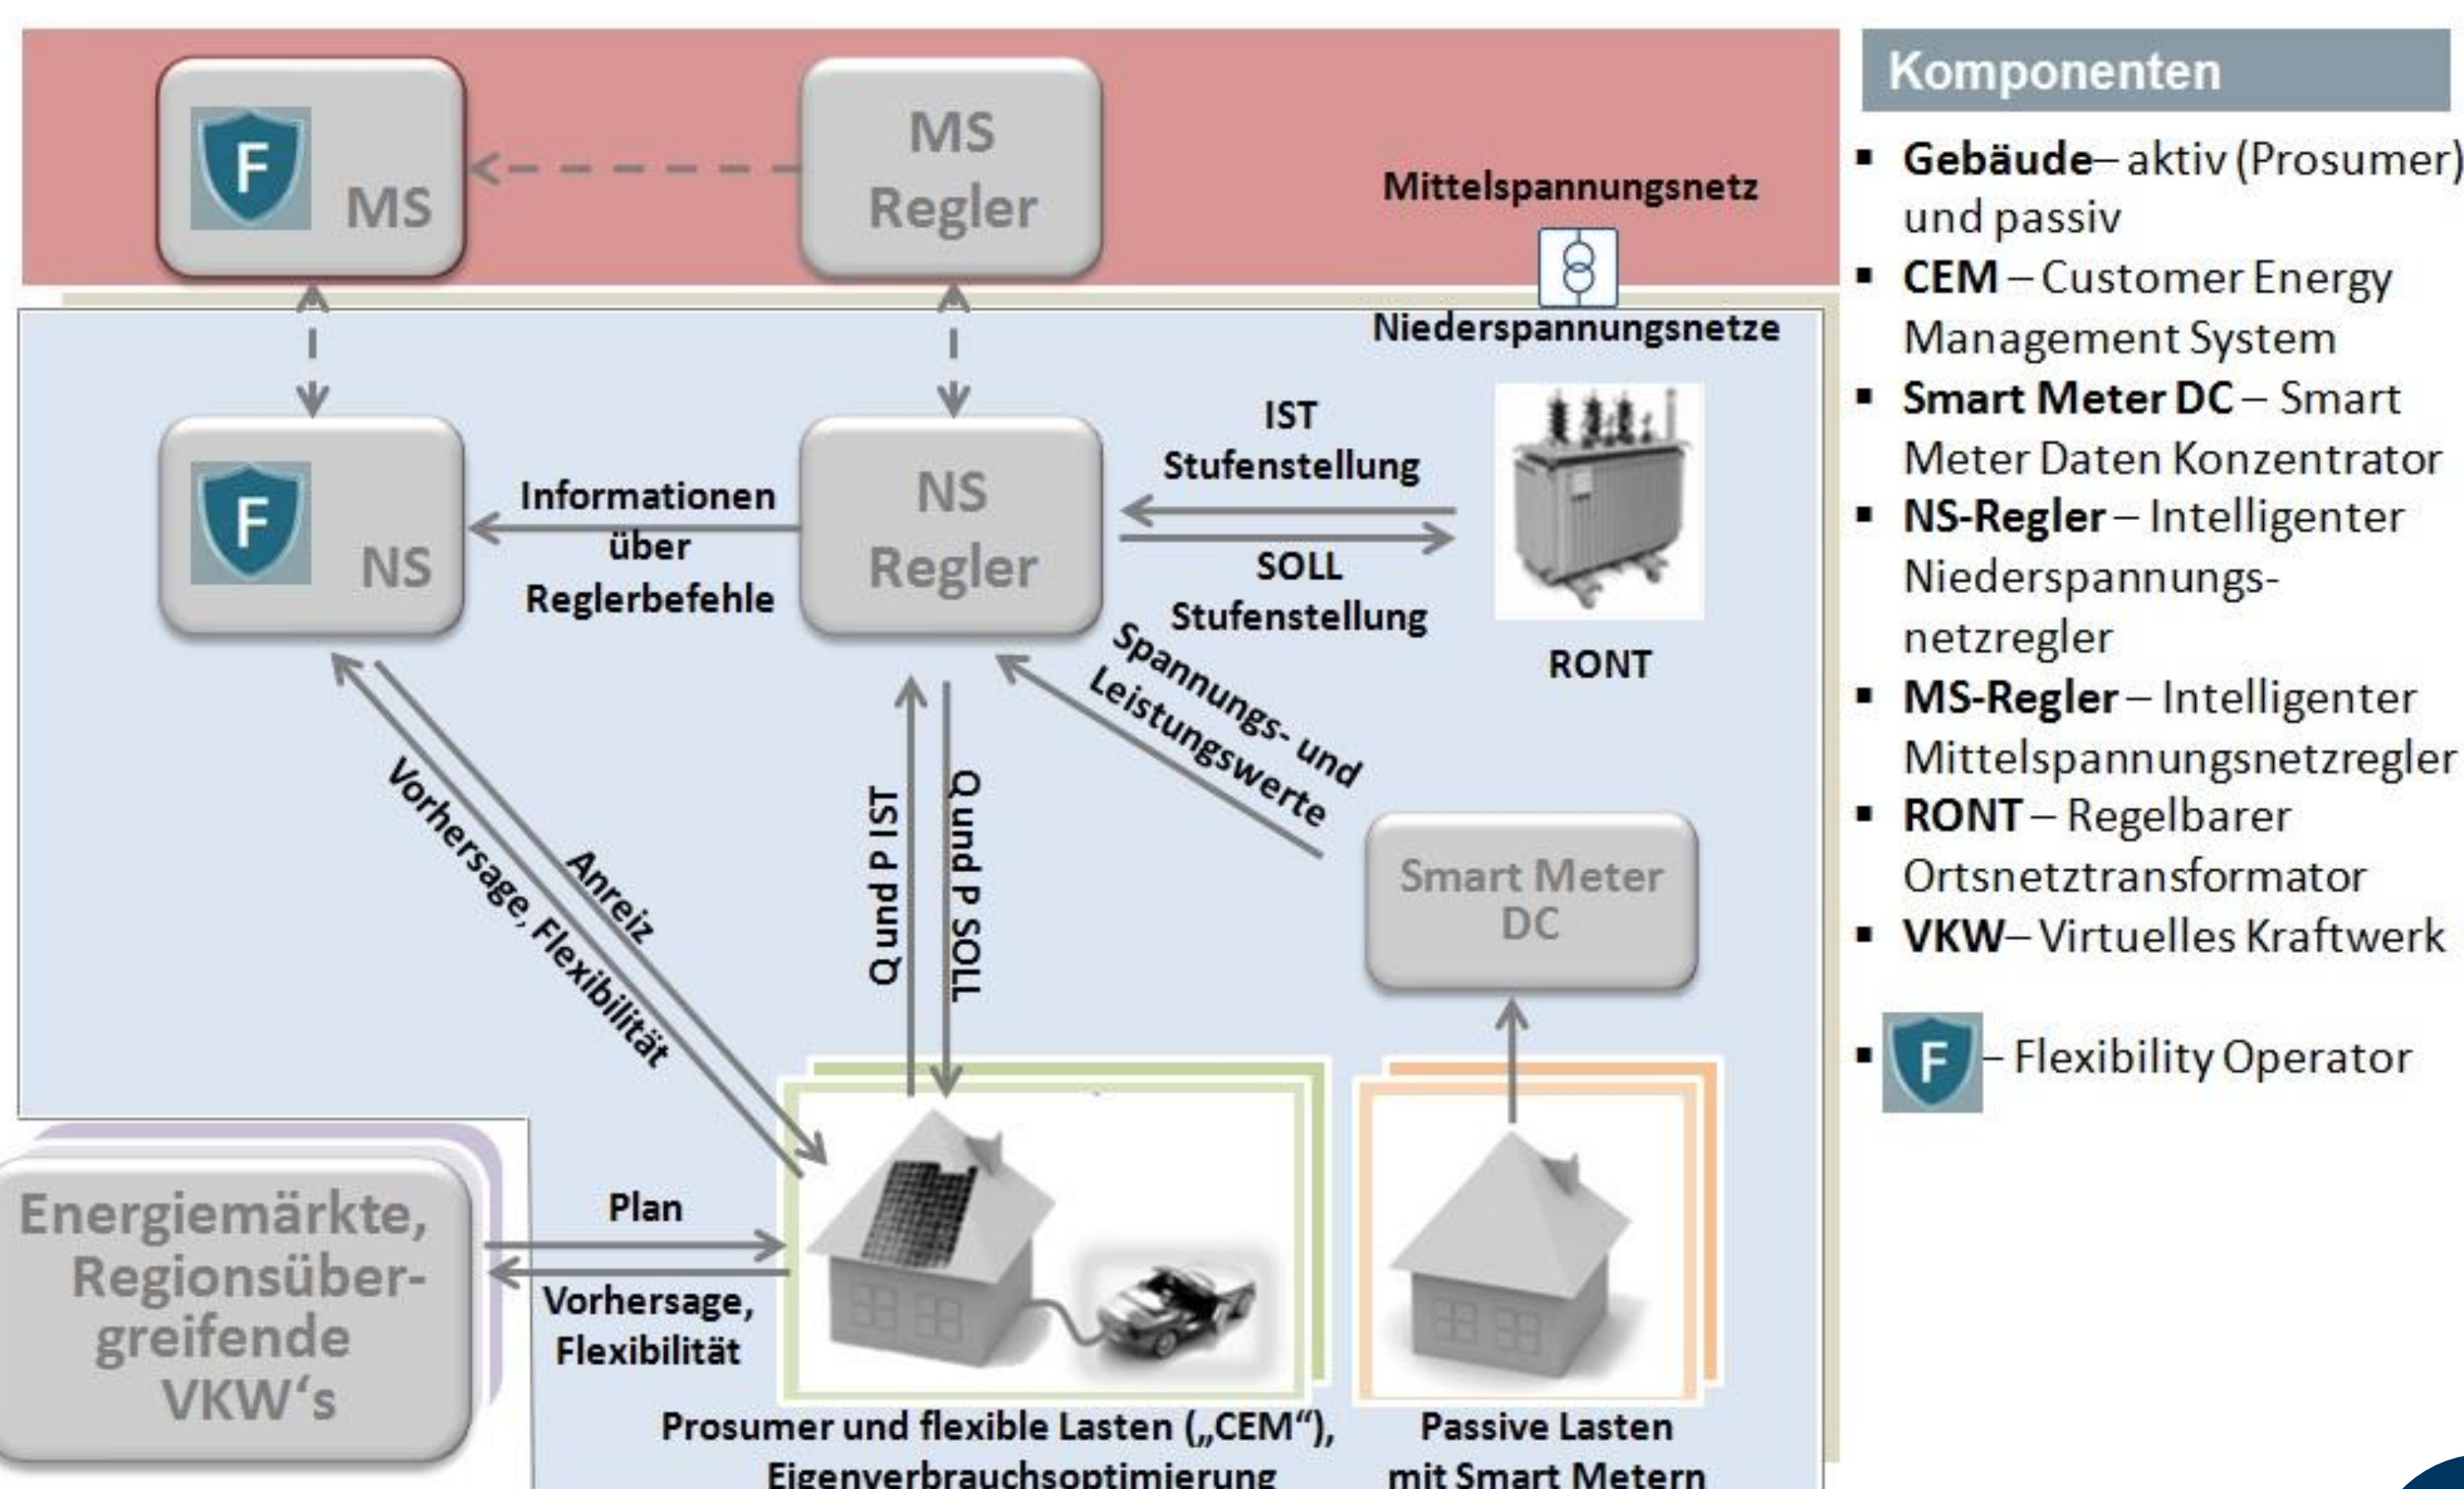 F
MS
MS
Regler
Mittelspannungsnetz
Niederspannungsnetze
F
NS
Informationen
über
Reglerbefehle
NS
Regler
IST
Stufenstellung
SOLL
Stufenstellung
RONT
Spannungs- und
Leistungswerte
Vorhersage, Flexibilität
Anreiz
Q und P IST
Q und P SOLL
Smart Meter
DC
Energiemärkte,
Regionsüber-
greifende
VKW‘s
Plan
Vorhersage,
Flexibilität
Prosumer und flexible Lasten („CEM“),
Eigenverbrauchsoptimierung
Passive Lasten
mit Smart Metern
Komponenten
▪ Gebäude– aktiv (Prosumer)
und passiv
▪ CEM – Customer Energy
Management System
▪ Smart Meter DC – Smart
Meter Daten Konzentrator
▪ NS-Regler – Intelligenter
Niederspannungs-
netzregler
▪ MS-Regler – Intelligenter
Mittelspannungsnetzregler
▪ RONT – Regelbarer
Ortsnetztransformator
▪ VKW– Virtuelles Kraftwerk
▪ F – Flexibility Operator